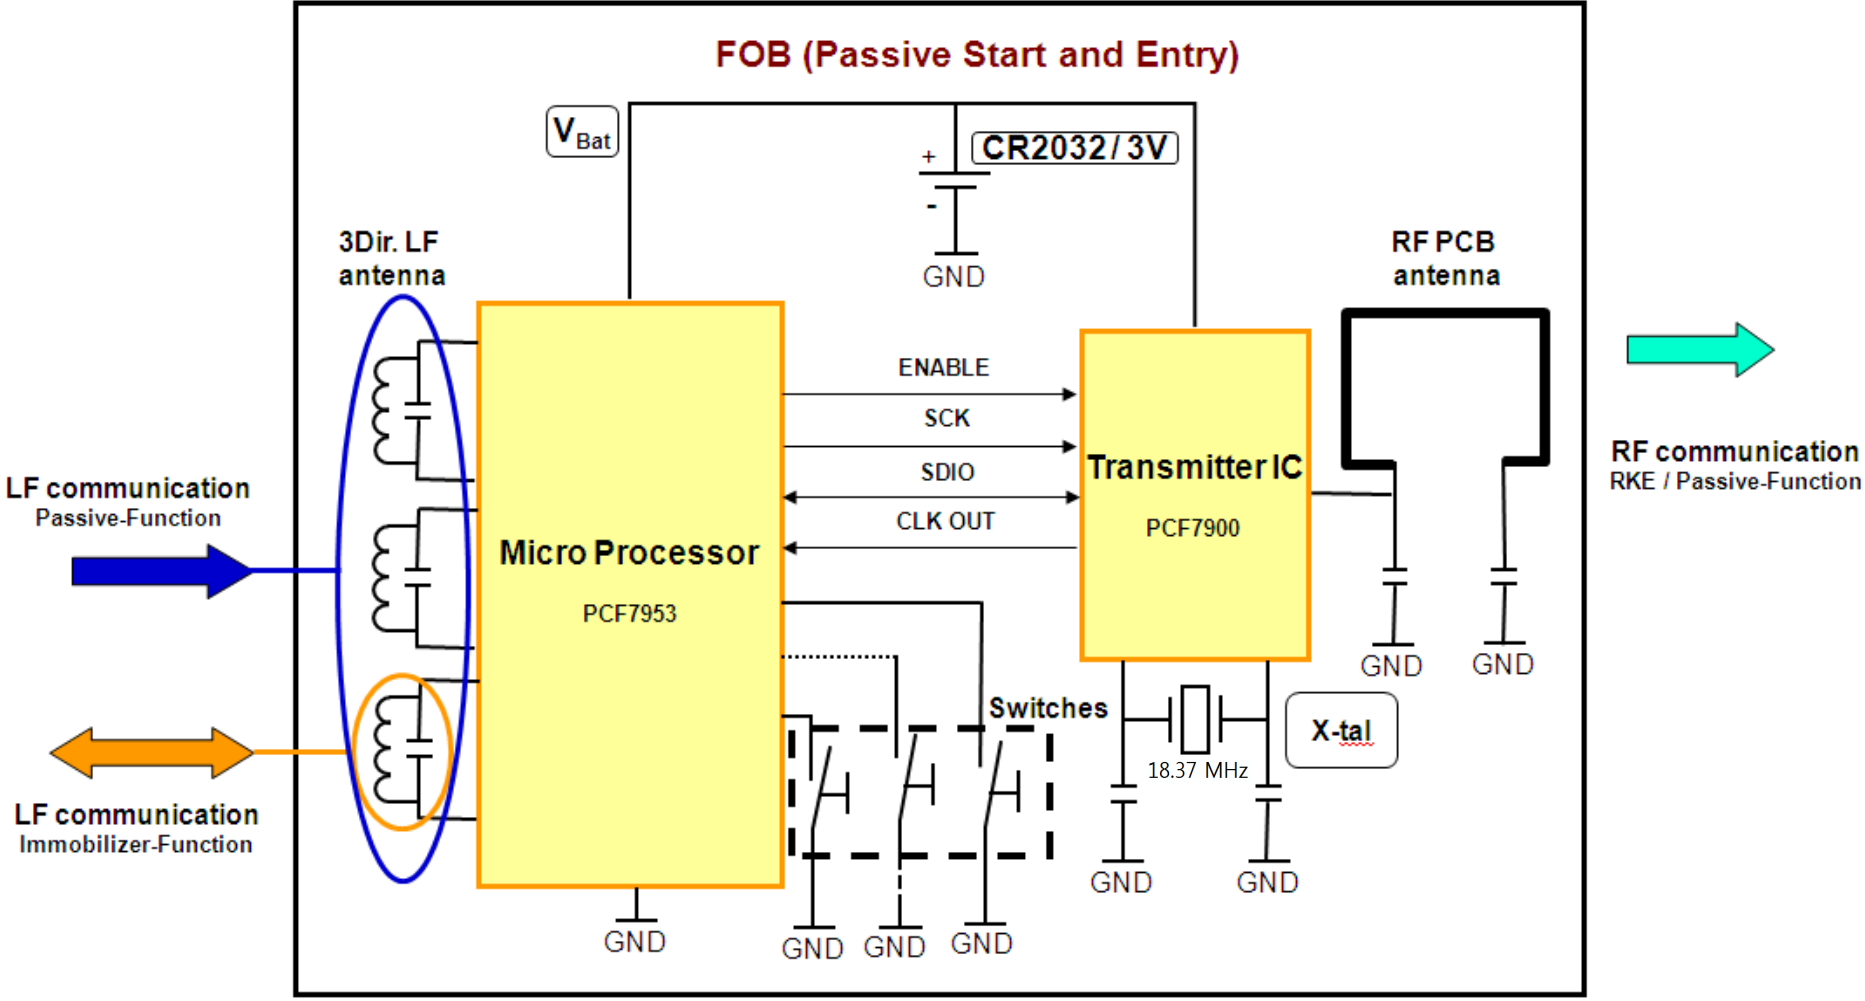 FOB (Passive Start and Entry)
VBat
+
CR2032 / 3V
-
GND
3Dir. LF
antenna
RF PCB
antenna
ENABLE
SCK
SDIO
CLK OUT
Micro Processor
PCF7953
Transmitter IC
PCF7900
LF communication
Passive-Function
RF communication
RKE / Passive-Function
GND
GND
Switches
X-tal
18.37 MHz
LF communication
Immobilizer-Function
GND
GND
GND
GND
GND
GND